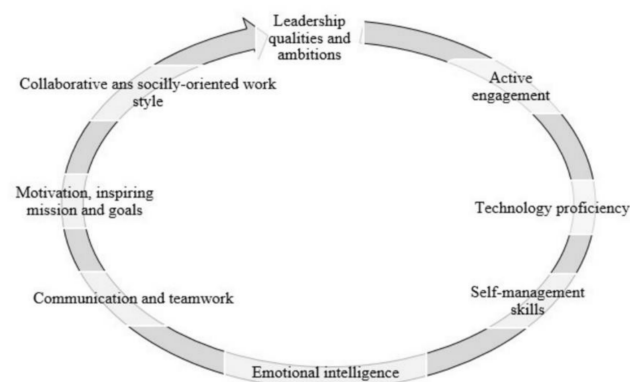 Leadership
qualities and
ambitions
Active
engagement
Technology proficiency
Self-management
skills
Emotional intelligence
Communication and teamwork
Motivation, inspiring
mission and goals
Collaborative ans socilly-oriented work
style